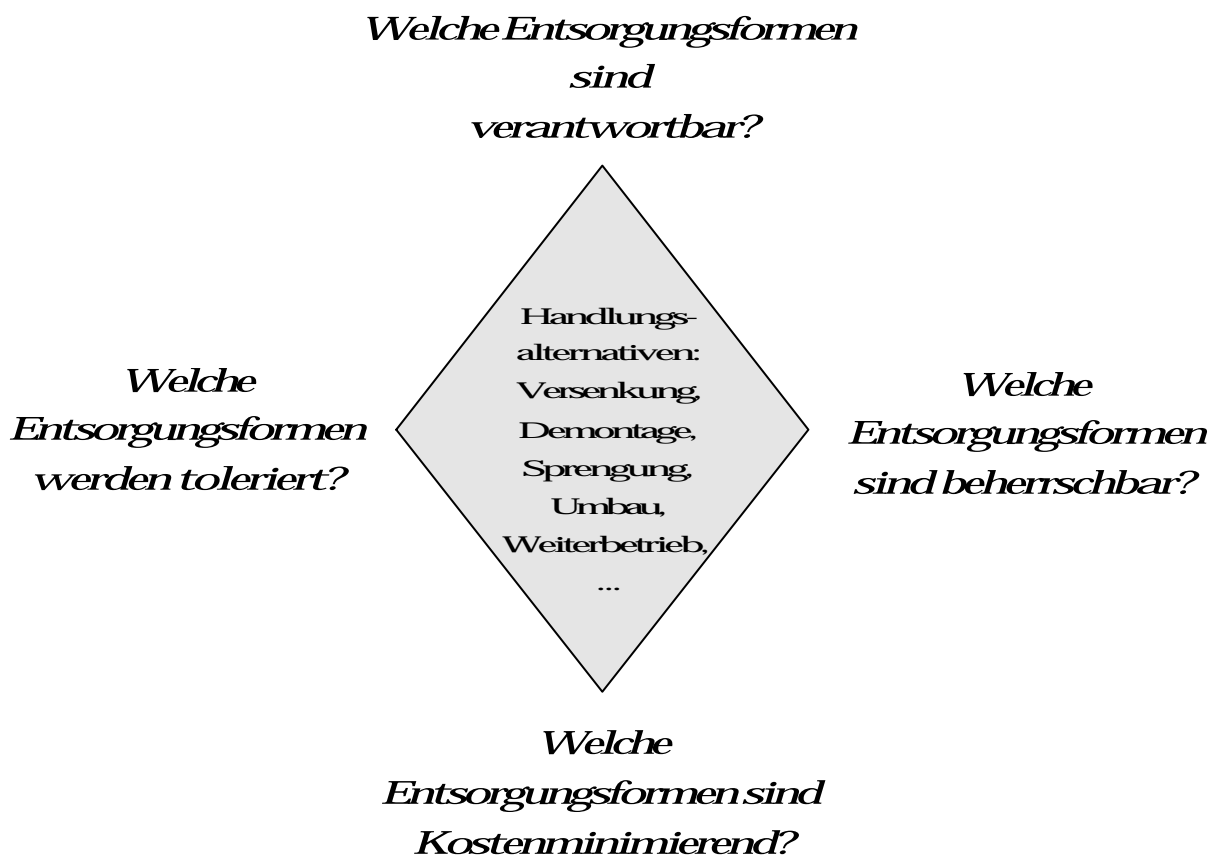 Welche Entsorgungsformen
sind
verantwortbar?
Handlungs-
alternativen:
Versenkung,
Demontage,
Sprengung,
Umbau,
Weiterbetrieb,
...
Welche
Entsorgungsformen
werden toleriert?
Welche
Entsorgungsformen
sind beherrschbar?
Welche
Entsorgungsformen sind
Kostenminimierend?